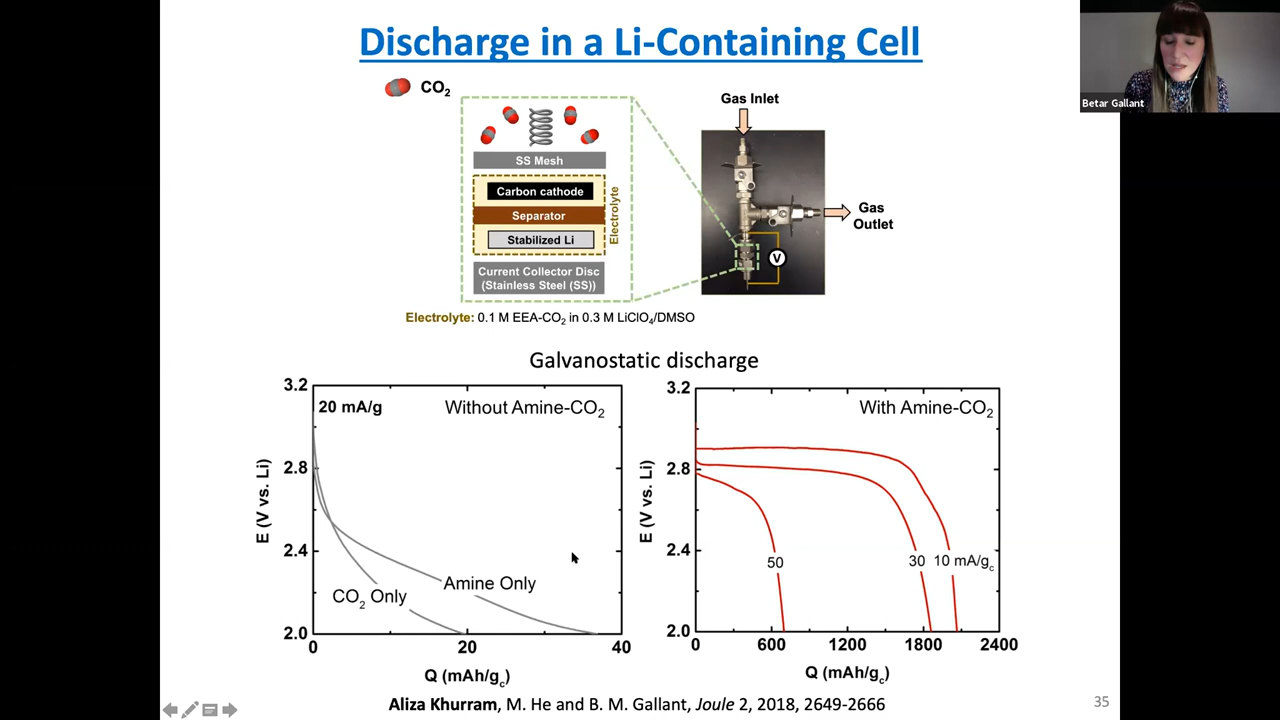 Discharge in a Li-Containing Cell
Betar Gallant
CO2
SS Mesh
Carbon cathode
Separator
Stabilized Li
Electrolyte
Current Collector Disc
(Stainless Steel (SS))
Gas Inlet
Gas
Outlet
V
Electrolyte: 0.1 M EEA-CO2 in 0.3 M LiClO4/DMSO
Galvanostatic discharge
3.2
2.8
2.4
2.0
E (V vs. Li)
20 mA/g
Without Amine-CO2
Amine Only
CO2 Only
0
20
40
Q (mAh/gc)
3.2
2.8
2.4
2.0
E (V vs. Li)
With Amine-CO2
50
30
10 mA/gc
0
600
1200
1800
2400
Q (mAh/gc)
Aliza Khurram, M. He and B. M. Gallant, Joule 2, 2018, 2649-2666
35